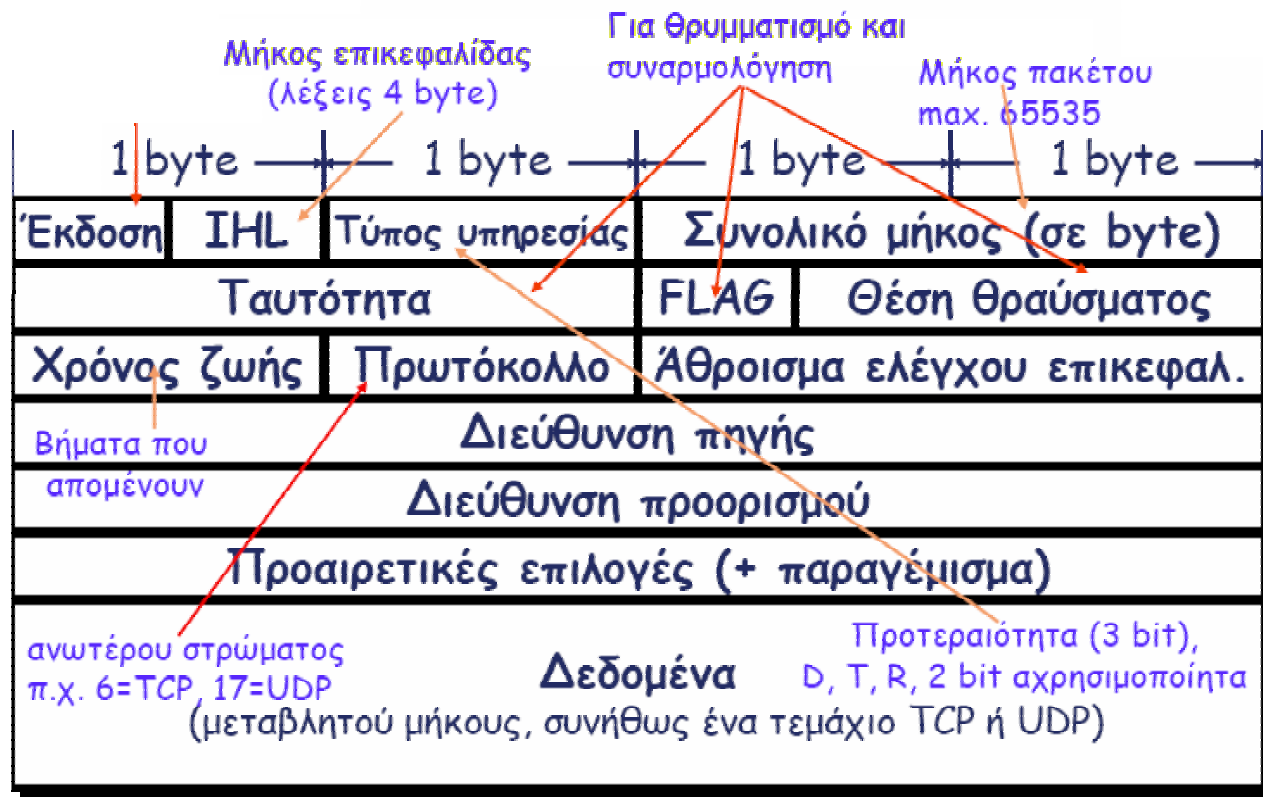 Για θρυμματισμό και
συναρμολόγηση
Μήκος επικεφαλίδας
(λέξεις 4 byte)
Μήκος πακέτου
max. 65535
1 byte 1 byte 1 byte 1 byte
Έκδοση IHL Τύπος υπηρεσίας Συνολικό μήκος (σε byte)
Ταυτότητα FLAG Θέση θραύσματος
Χρόνος ζωής Πρωτόκολλο Άθροισμα ελέγχου επικεφαλ.
Βήματα που
απομένουν
Διεύθυνση πηγής
Διεύθυνση προορισμού
Προαιρετικές επιλογές (+ παραγέμισμα)
ανωτέρου στρώματος
π.χ. 6=TCP, 17=UDP
Προτεραιότητα (3 bit),
D, T, R, 2 bit αχρησιμοποίητα
Δεδομένα
(μεταβλητού μήκους, συνήθως ένα τεμάχιο TCP ή UDP)